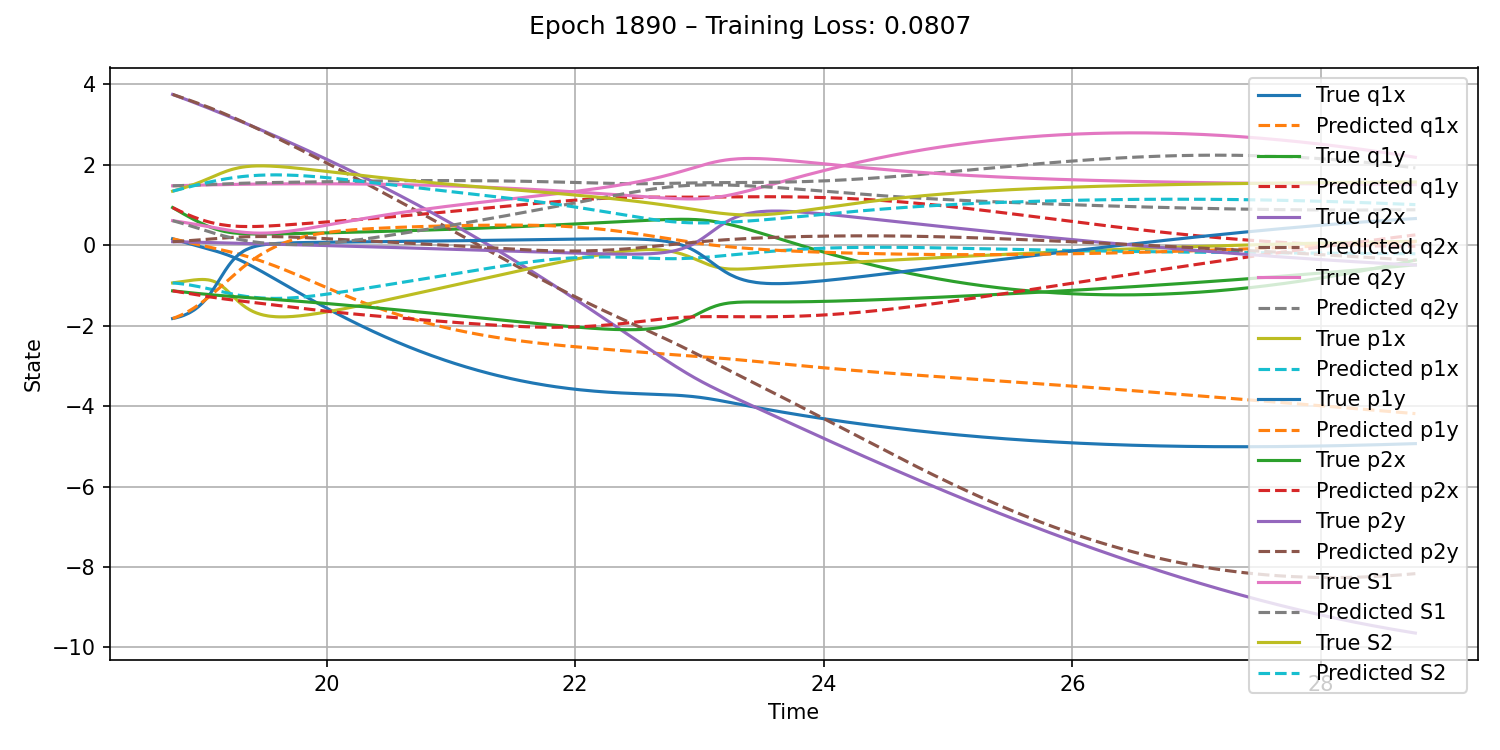 Epoch 1890 – Training Loss: 0.0807
State
4
2
0
−2
−4
−6
−8
−10
20
22
24
26
28
Time
True q1x
Predicted q1x
True q1y
Predicted q1y
True q2x
Predicted q2x
True q2y
Predicted q2y
True p1x
Predicted p1x
True p1y
Predicted p1y
True p2x
Predicted p2x
True p2y
Predicted p2y
True S1
Predicted S1
True S2
Predicted S2